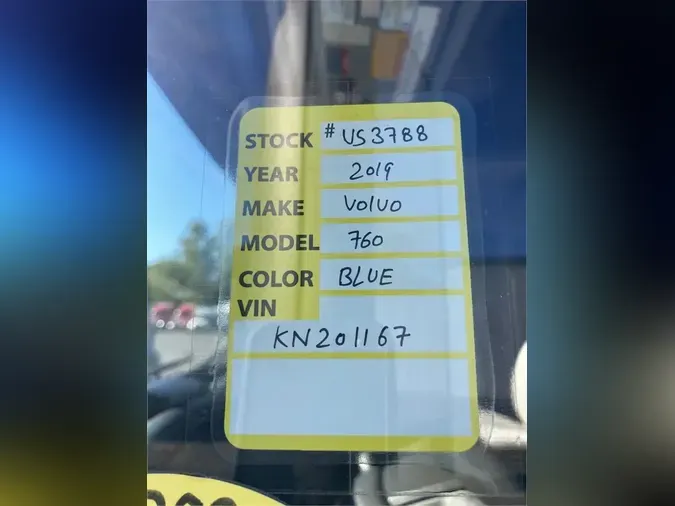 STOCK # US3788
YEAR 2019
MAKE VOLVO
MODEL 760
COLOR BLUE
VIN
KN201167